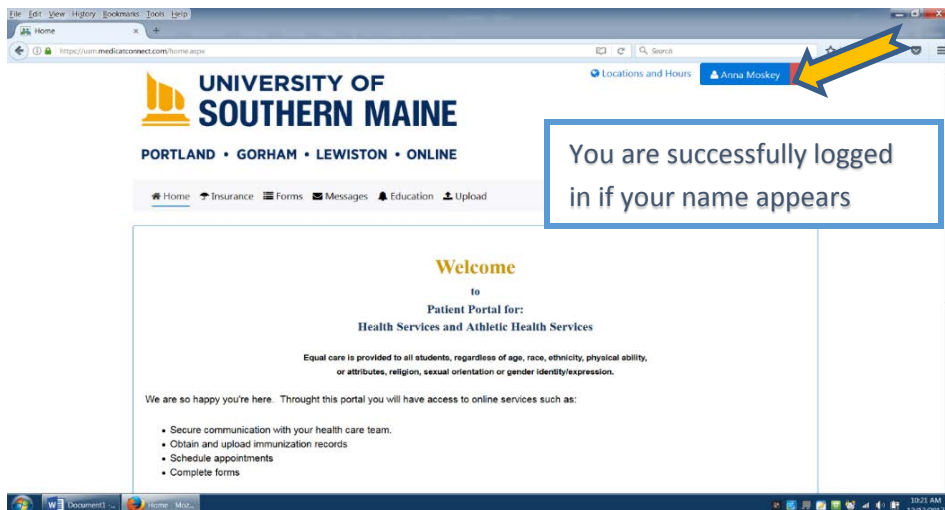 File Edit View History Bookmarks Tools Help
Home × +
https://usm.medicatconnect.com/home.aspx Search
Locations and Hours Anna Moskey
UNIVERSITY OF
SOUTHERN MAINE
PORTLAND • GORHAM • LEWISTON • ONLINE
You are successfully logged
in if your name appears
Home Insurance Forms Messages Education Upload
Welcome
to
Patient Portal for:
Health Services and Athletic Health Services
Equal care is provided to all students, regardless of age, race, ethnicity, physical ability,
or attributes, religion, sexual orientation or gender identity/expression.
We are so happy you're here. Throught this portal you will have access to online services such as:
• Secure communication with your health care team.
• Obtain and upload immunization records
• Schedule appointments
• Complete forms
Document1 -... Home - Moz...
10:21 AM